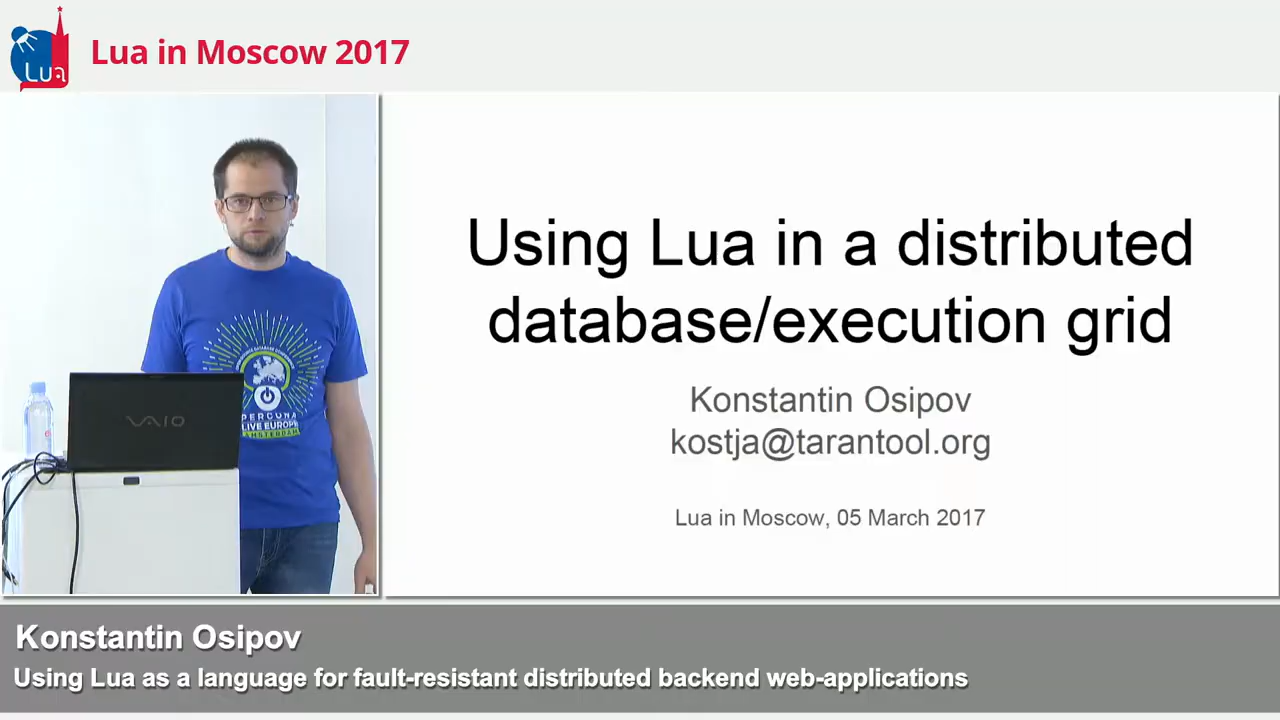 Lua
Lua in Moscow 2017
Using Lua in a distributed
database/execution grid
Konstantin Osipov
kostja@tarantool.org
Lua in Moscow, 05 March 2017
VAIO
PERCONA
LIVE EUROPE
AMSTERDAM
Konstantin Osipov
Using Lua as a language for fault-resistant distributed backend web-applications